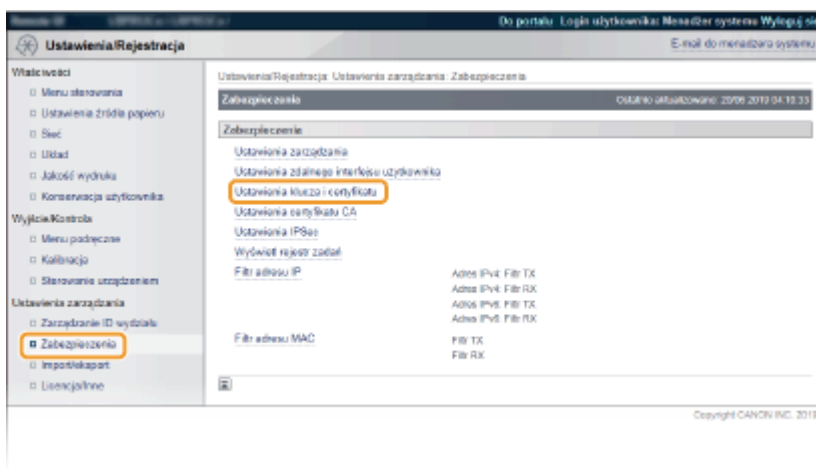 Do portalu Login użytkownika: Menedżer systemu Wyloguj się
Ustawienia/Rejestracja
E-mail do menadżera systemu
Właściwości
Menu sterowania
Ustawienia źródła papieru
Sieć
Układ
Jakość wydruku
Konserwacja użytkownika
Wyjście/Kontrola
Menu podręczne
Kalibracja
Sterowanie urządzeniem
Ustawienia zarządzania
Zarządzanie ID wydziału
Zabezpieczenia
Import/eksport
Licencja/Inne
Ustawienia/Rejestracja: Ustawienia zarządzania: Zabezpieczenia
Zabezpieczenia
Ostatnio aktualizowano: 20/06 2019 04:10:33
Zabezpieczenia
Ustawienia zarządzania
Ustawienia zdalnego interfejsu użytkownika
Ustawienia klucza i certyfikatu
Ustawienia certyfikatu CA
Ustawienia IPSec
Wyświetl rejestr zadań
Filtr adresu IP
Adres IPv4: Filtr TX
Adres IPv4: Filtr RX
Adres IPv6: Filtr TX
Adres IPv6: Filtr RX
Filtr adresu MAC
Filtr TX
Filtr RX
Copyright CANON INC. 2019